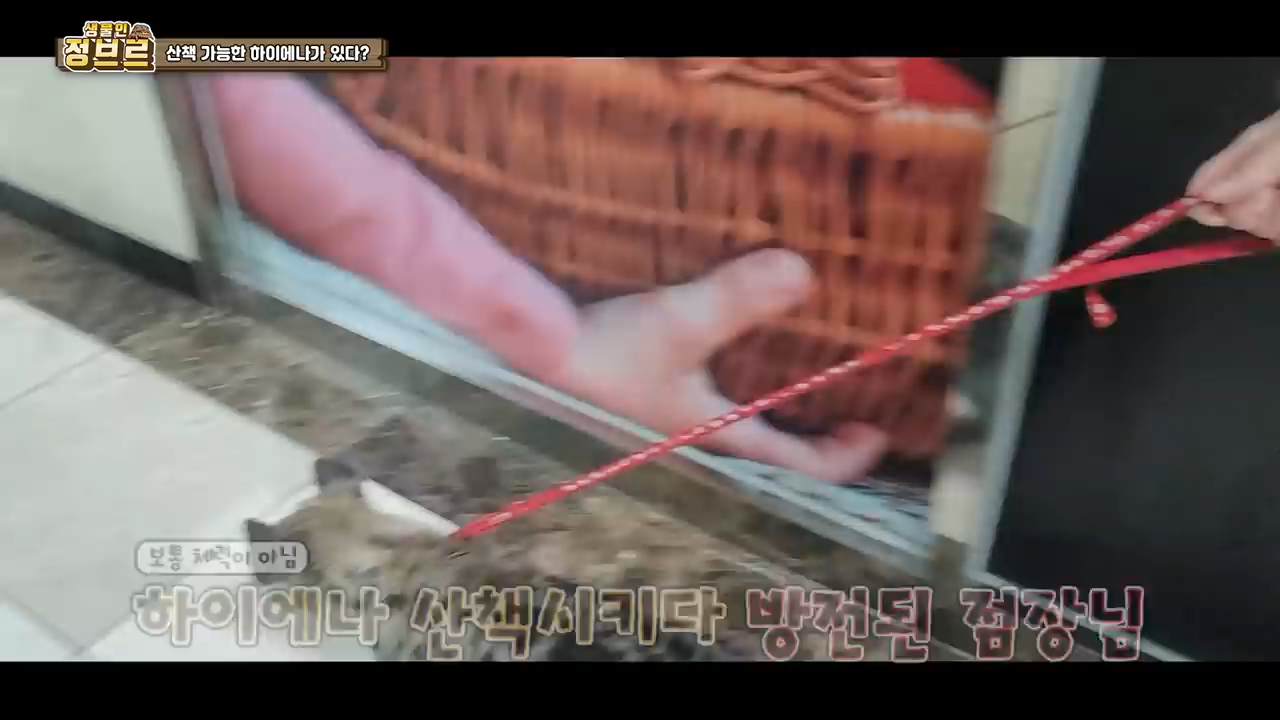 생물인
정브르
산책 가능한 하이에나가 있다?
보통 체력이 아님
하이에나 산책시키다 방전된 점장님